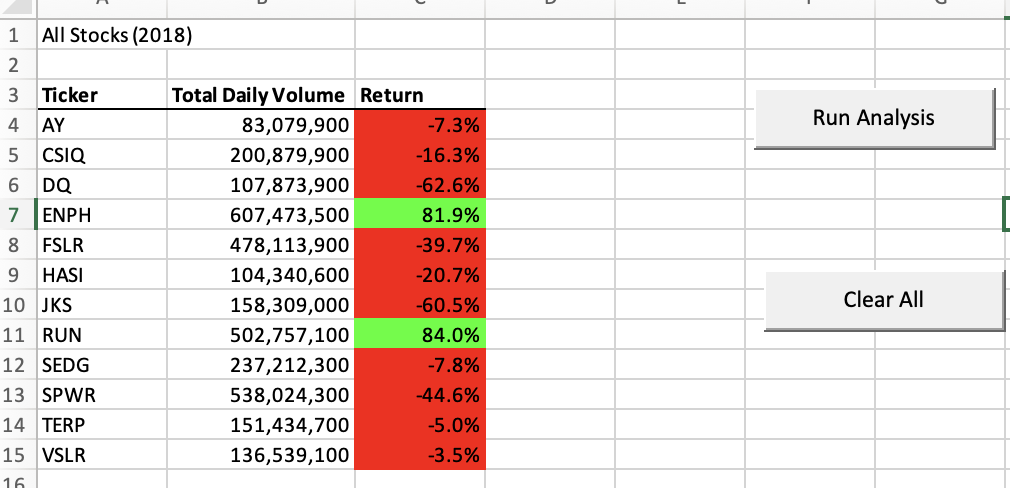 1 All Stocks (2018)
2
3 Ticker Total Daily Volume Return
4 AY 83,079,900 -7.3%
Run Analysis
5 CSIQ 200,879,900 -16.3%
6 DQ 107,873,900 -62.6%
7 ENPH 607,473,500 81.9%
8 FSLR 478,113,900 -39.7%
9 HASI 104,340,600 -20.7%
10 JKS 158,309,000 -60.5%
Clear All
11 RUN 502,757,100 84.0%
12 SEDG 237,212,300 -7.8%
13 SPWR 538,024,300 -44.6%
14 TERP 151,434,700 -5.0%
15 VSLR 136,539,100 -3.5%
16